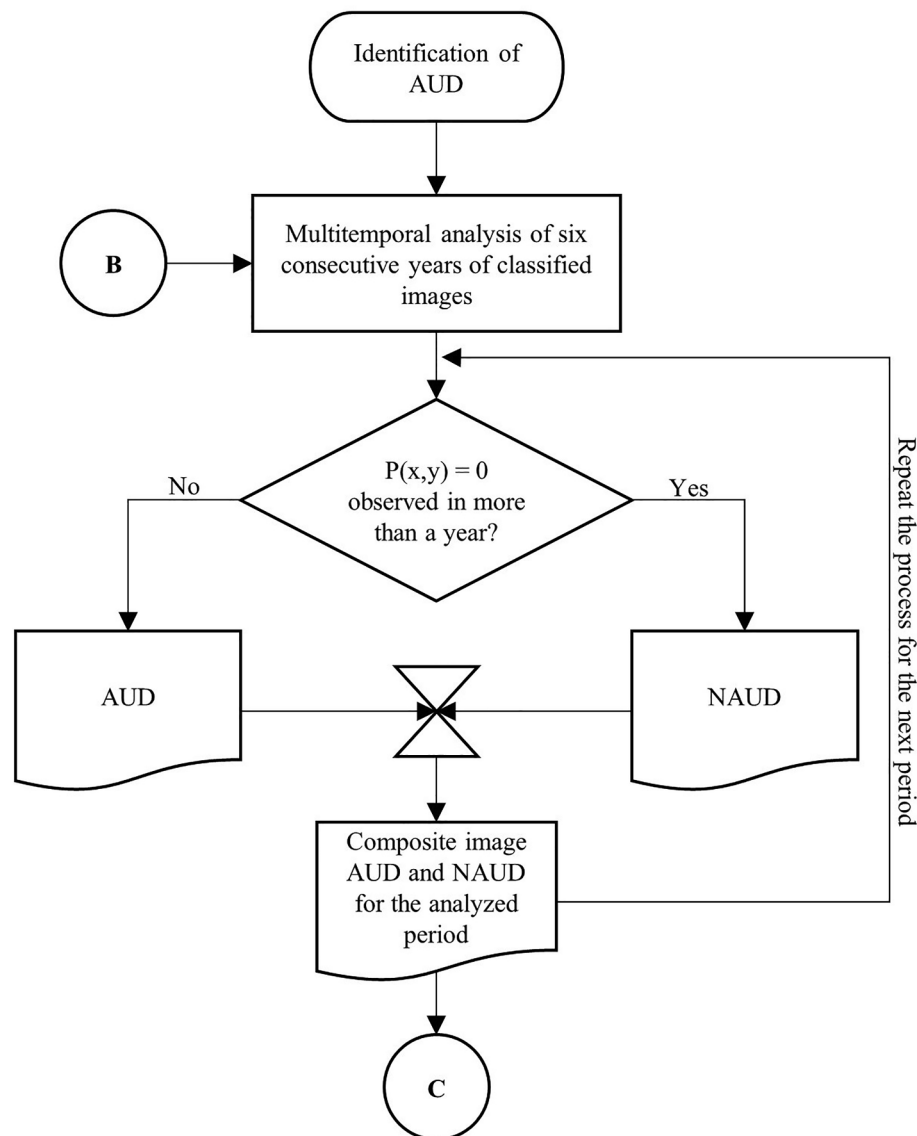 Identification of
AUD
B
Multitemporal analysis of six
consecutive years of classified
images
P(x,y) = 0
observed in more
than a year?
No
Yes
AUD
NAUD
Repeat the process for the next period
Composite image
AUD and NAUD
for the analyzed
period
C